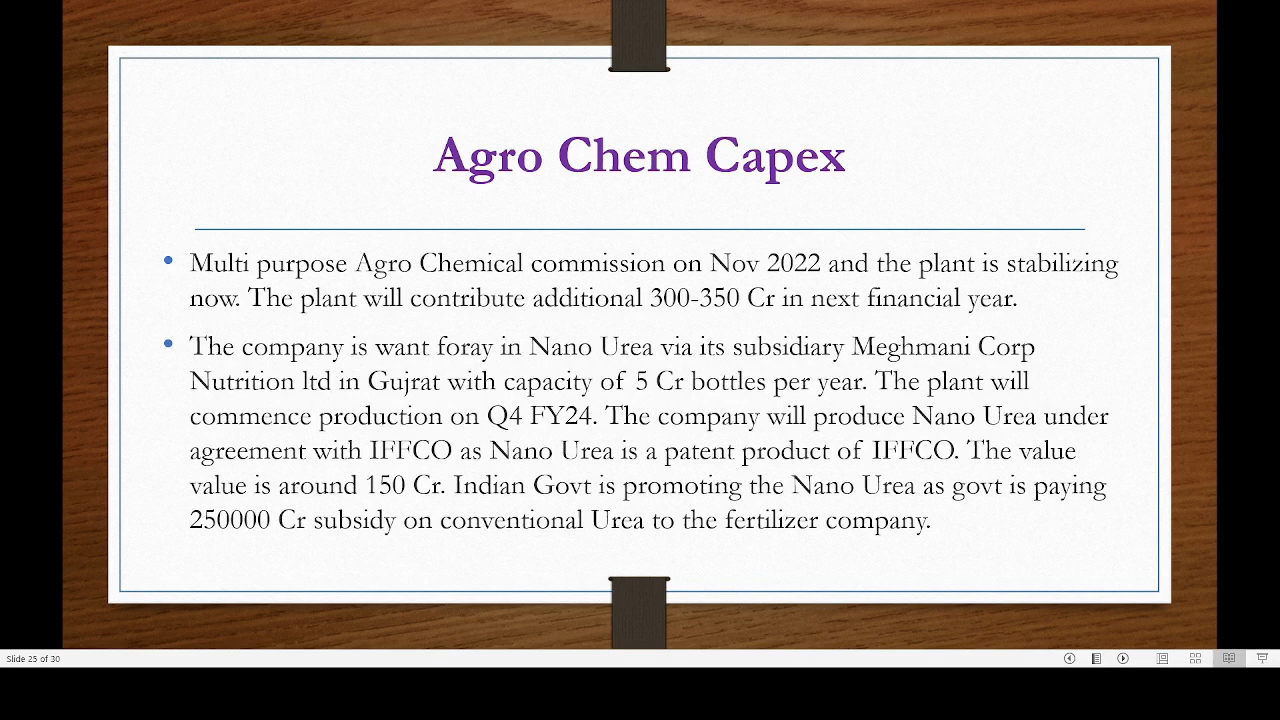 Agro Chem Capex
• Multi purpose Agro Chemical commission on Nov 2022 and the plant is stabilizing
now. The plant will contribute additional 300-350 Cr in next financial year.
• The company is want foray in Nano Urea via its subsidiary Meghmani Corp
Nutrition ltd in Gujrat with capacity of 5 Cr bottles per year. The plant will
commence production on Q4 FY24. The company will produce Nano Urea under
agreement with IFFCO as Nano Urea is a patent product of IFFCO. The value
value is around 150 Cr. Indian Govt is promoting the Nano Urea as govt is paying
250000 Cr subsidy on conventional Urea to the fertilizer company.
Slide 25 of 30